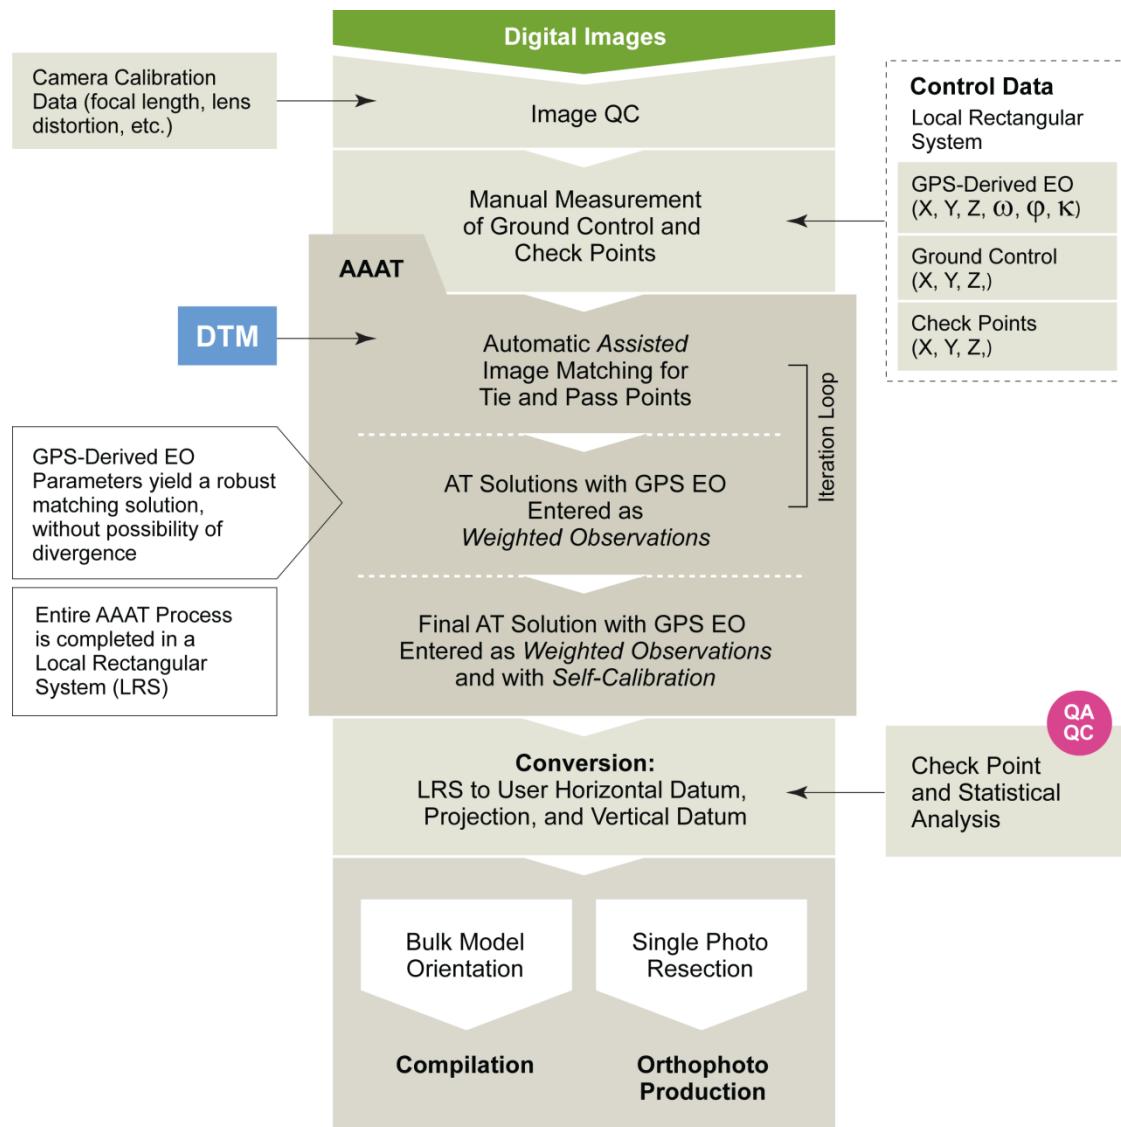 Digital Images
Camera Calibration
Data (focal length, lens
distortion, etc.)
Image QC
Control Data
Local Rectangular
System
GPS-Derived EO
(X, Y, Z, ω, φ, κ)
Ground Control
(X, Y, Z,)
Check Points
(X, Y, Z,)
Manual Measurement
of Ground Control and
Check Points
AAAT
DTM
Automatic Assisted
Image Matching for
Tie and Pass Points
Iteration Loop
GPS-Derived EO
Parameters yield a robust
matching solution,
without possibility of
divergence
AT Solutions with GPS EO
Entered as
Weighted Observations
Entire AAAT Process
is completed in a
Local Rectangular
System (LRS)
Final AT Solution with GPS EO
Entered as Weighted Observations
and with Self-Calibration
QA
QC
Check Point
and Statistical
Analysis
Conversion:
LRS to User Horizontal Datum,
Projection, and Vertical Datum
Bulk Model
Orientation
Single Photo
Resection
Compilation
Orthophoto
Production